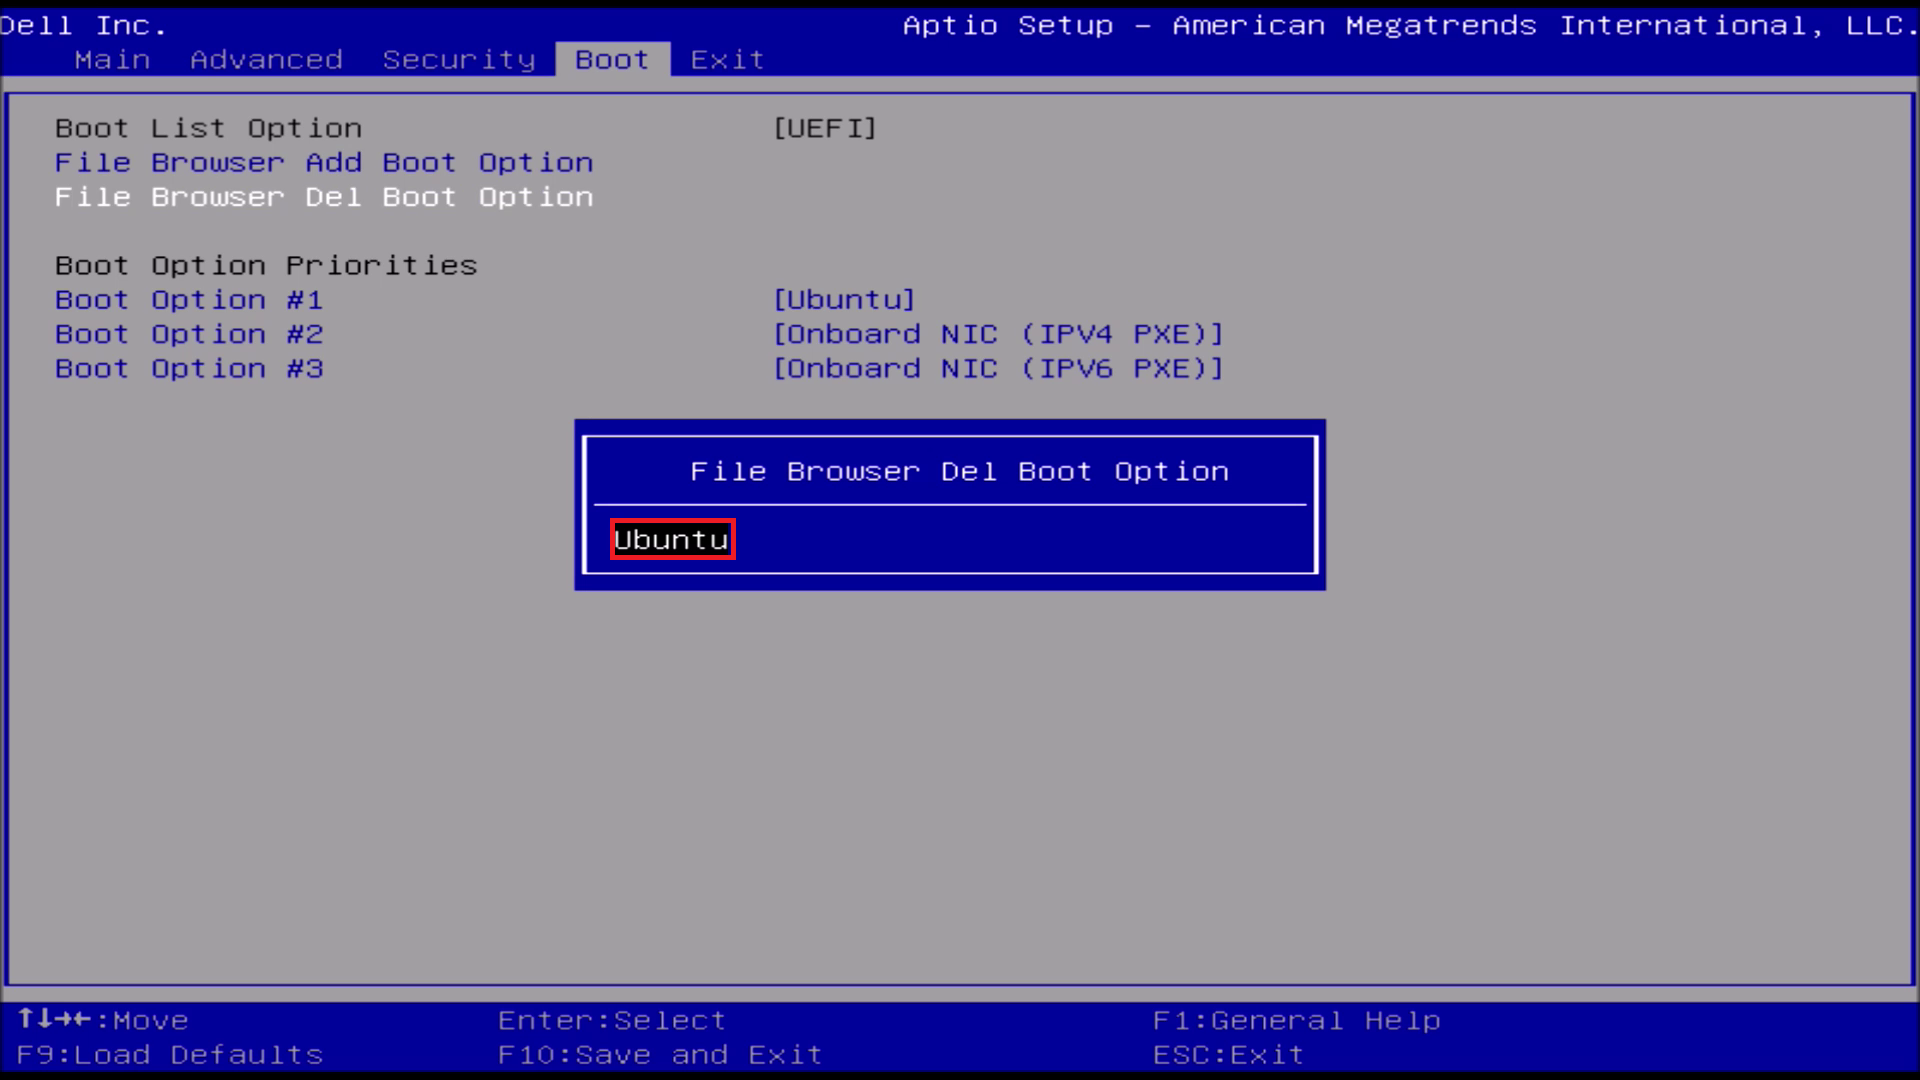 Dell Inc. Aptio Setup – American Megatrends International, LLC.
Main Advanced Security Boot Exit
Boot List Option [UEFI]
File Browser Add Boot Option
File Browser Del Boot Option
Boot Option Priorities
Boot Option #1 [Ubuntu]
Boot Option #2 [Onboard NIC (IPV4 PXE)]
Boot Option #3 [Onboard NIC (IPV6 PXE)]
File Browser Del Boot Option
Ubuntu
↑↓→←:Move Enter:Select F1:General Help
F9:Load Defaults F10:Save and Exit ESC:Exit